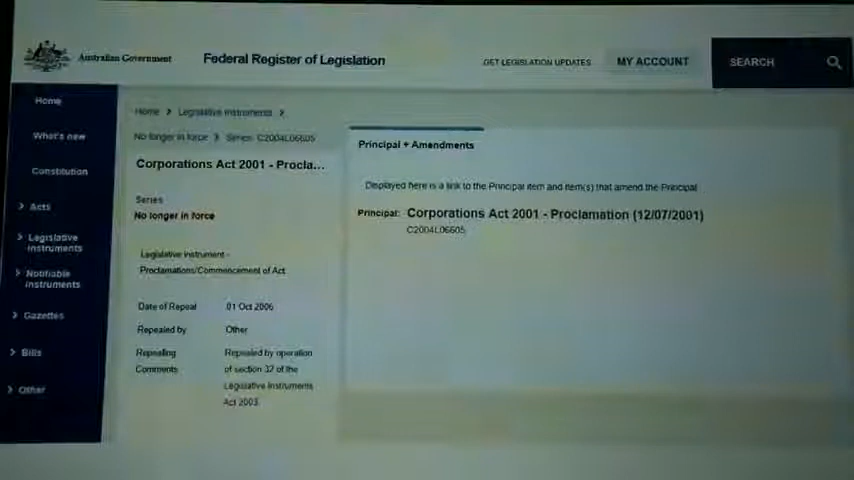 Australian Government
Federal Register of Legislation
GET LEGISLATION UPDATES
MY ACCOUNT
SEARCH
Home
What's new
Constitution
Acts
Legislative
Instruments
Notifiable
Instruments
Gazettes
Bills
Other
Home > Legislative Instruments >
No longer in force > Series: C2004L06605
Corporations Act 2001 - Procla...
Series
No longer in force
Legislative Instrument -
Proclamations/Commencement of Act
Date of Repeal 01 Oct 2006
Repealed by Other
Repealing Repealed by operation
Comments of section 32 of the
Legislative Instruments
Act 2003.
Principal + Amendments
Displayed here is a link to the Principal item and item(s) that amend the Principal
Principal: Corporations Act 2001 - Proclamation (12/07/2001)
C2004L06605